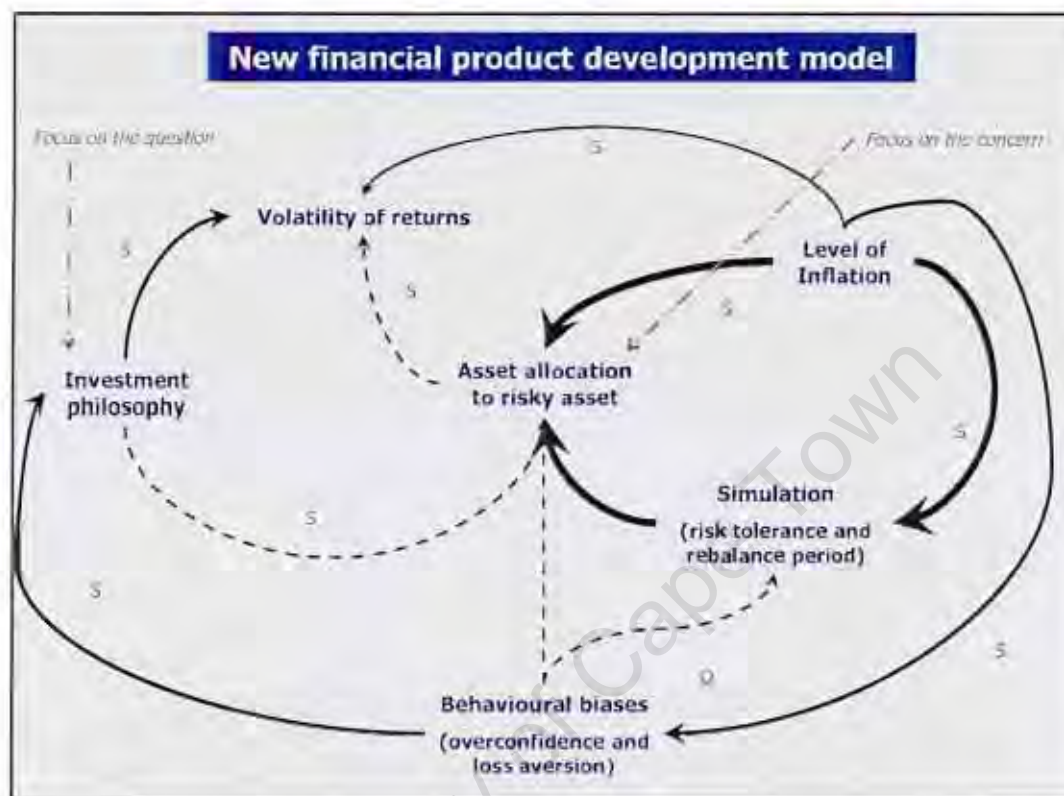 New financial product development model
Focus on the question
Focus on the concern
S
Volatility of returns
Level of
Inflation
S
S
S
Asset allocation
to risky asset
Investment
philosophy
S
Simulation
(risk tolerance and
rebalance period)
S
S
S
O
Behavioural biases
(overconfidence and
loss aversion)
Cape Town